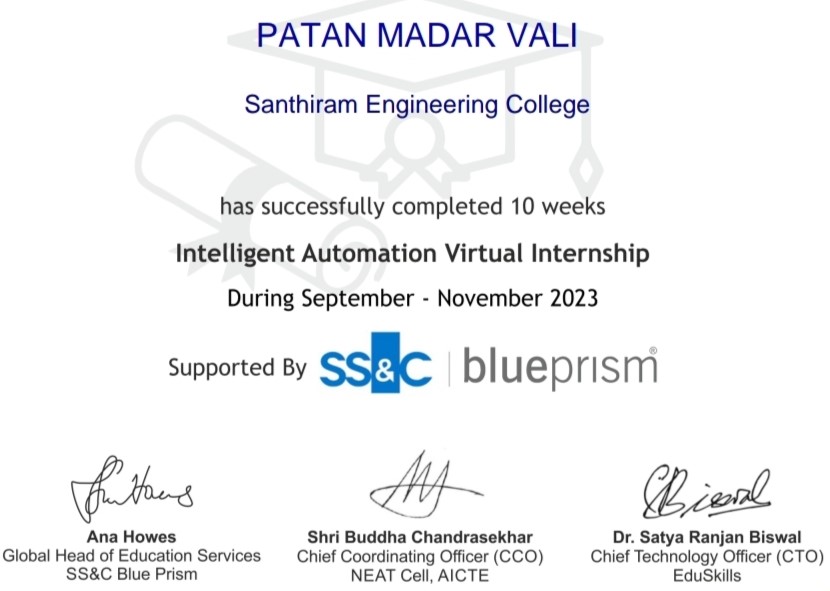 PATAN MADAR VALI
Santhiram Engineering College
has successfully completed 10 weeks
Intelligent Automation Virtual Internship
During September - November 2023
Supported By SS&C | blueprism®
Ana Howes
Global Head of Education Services
SS&C Blue Prism
Shri Buddha Chandrasekhar
Chief Coordinating Officer (CCO)
NEAT Cell, AICTE
SBiswal
Dr. Satya Ranjan Biswal
Chief Technology Officer (CTO)
EduSkills